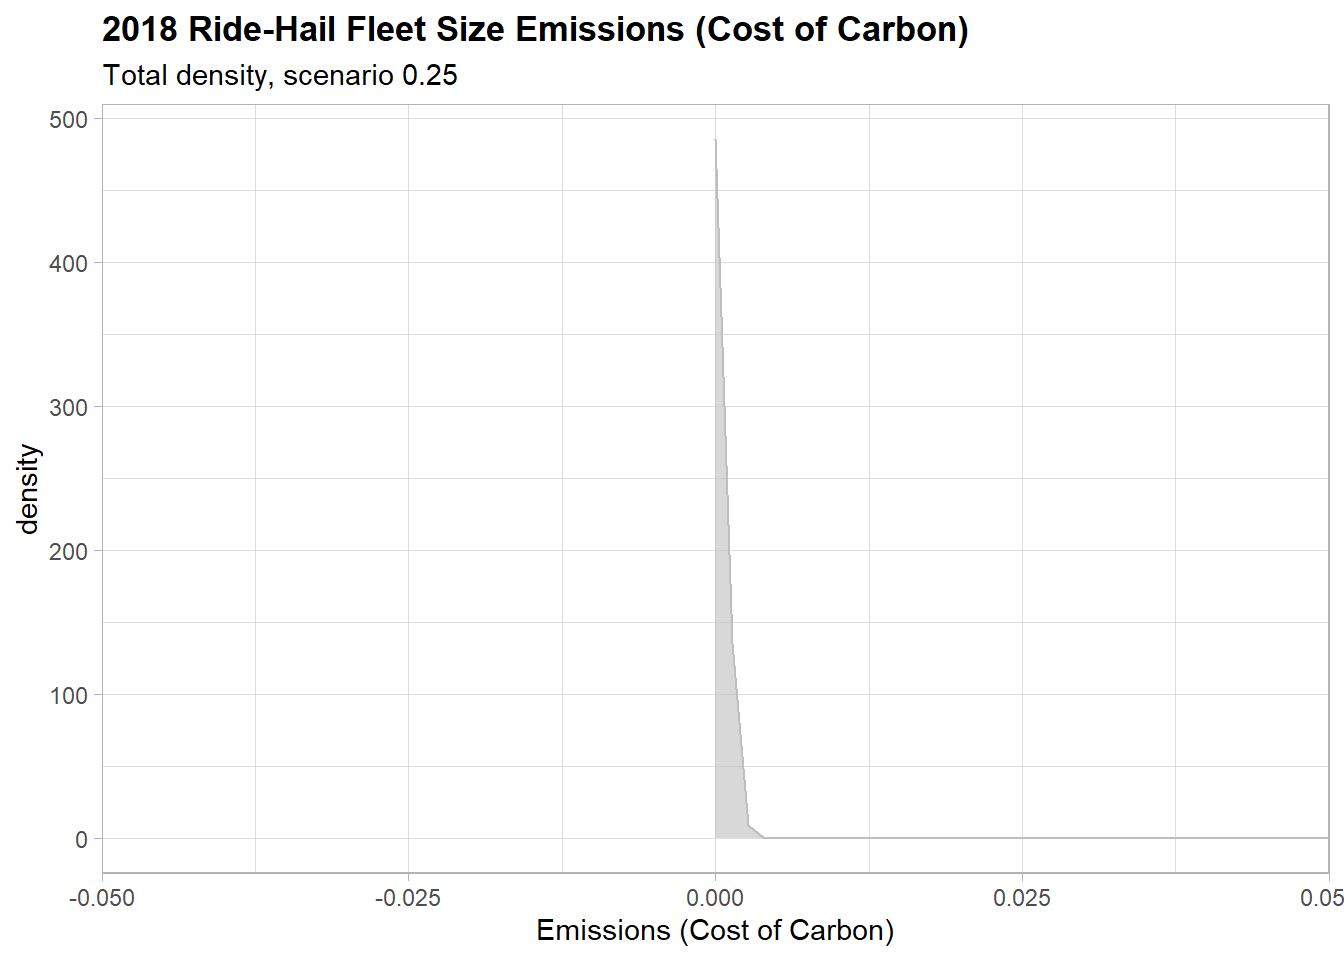 2018 Ride-Hail Fleet Size Emissions (Cost of Carbon)
Total density, scenario 0.25
500
400
300
200
100
0
density
-0.050
-0.025
0.000
0.025
0.05
Emissions (Cost of Carbon)